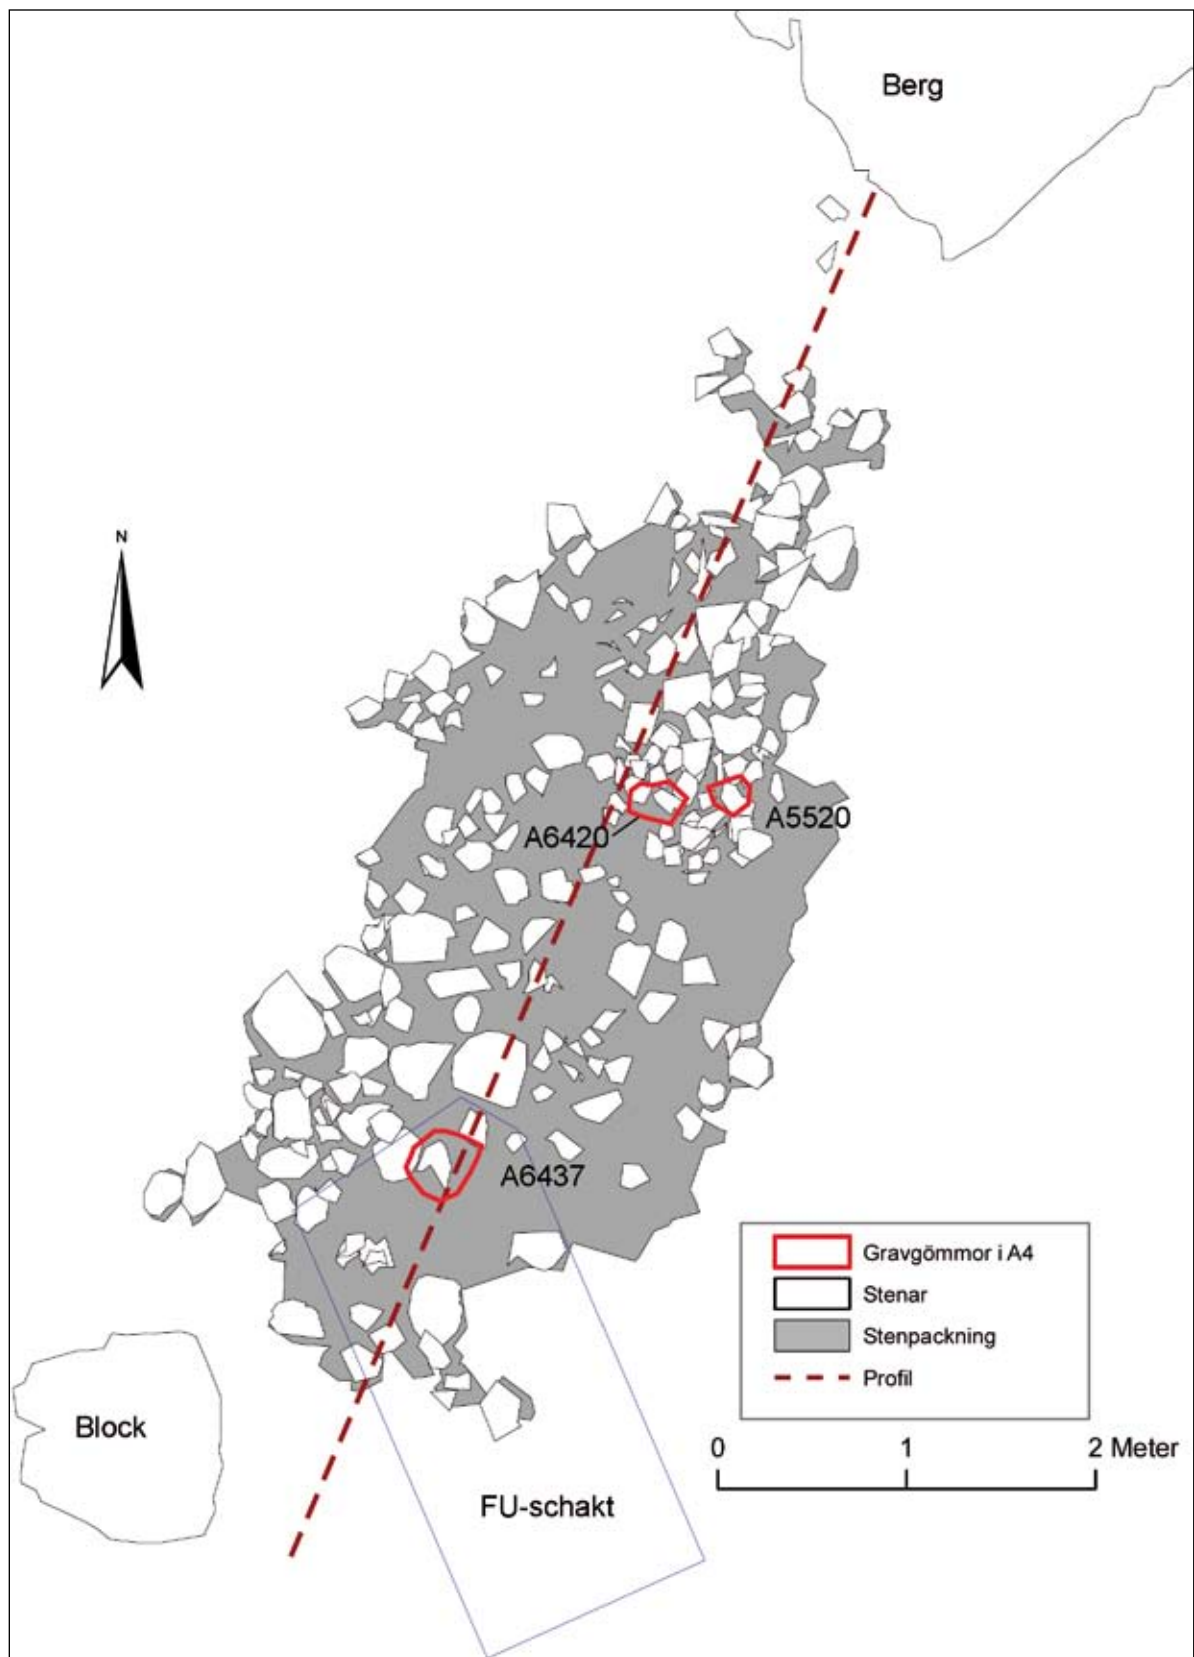 Berg
N
A5520
A6420
A6437
Gravgömmor i A4
Stenar
Stenpackning
Profil
Block
0 1 2 Meter
FU-schakt